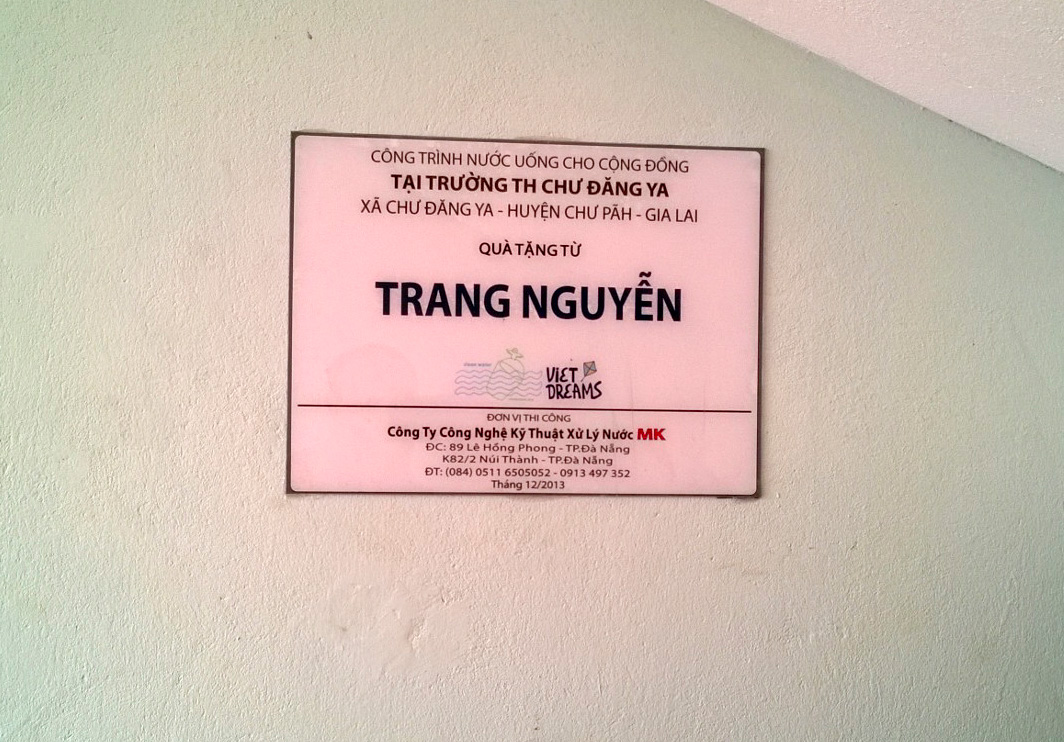 CÔNG TRÌNH NƯỚC UỐNG CHO CỘNG ĐỒNG
TẠI TRƯỜNG TH CHƯ ĐĂNG YA
XÃ CHƯ ĐĂNG YA - HUYỆN CHƯ PĂH - GIA LAI
QUÀ TẶNG TỪ
TRANG NGUYỄN
VIET DREAMS
ĐƠN VỊ THI CÔNG
Công Ty Công Nghệ Kỹ Thuật Xử Lý Nước MK
ĐC: 89 Lê Hồng Phong - TP.Đà Nẵng
K82/2 Núi Thành - TP.Đà Nẵng
ĐT: (084) 0511 6505052 - 0913 497 352
Tháng 12/2013